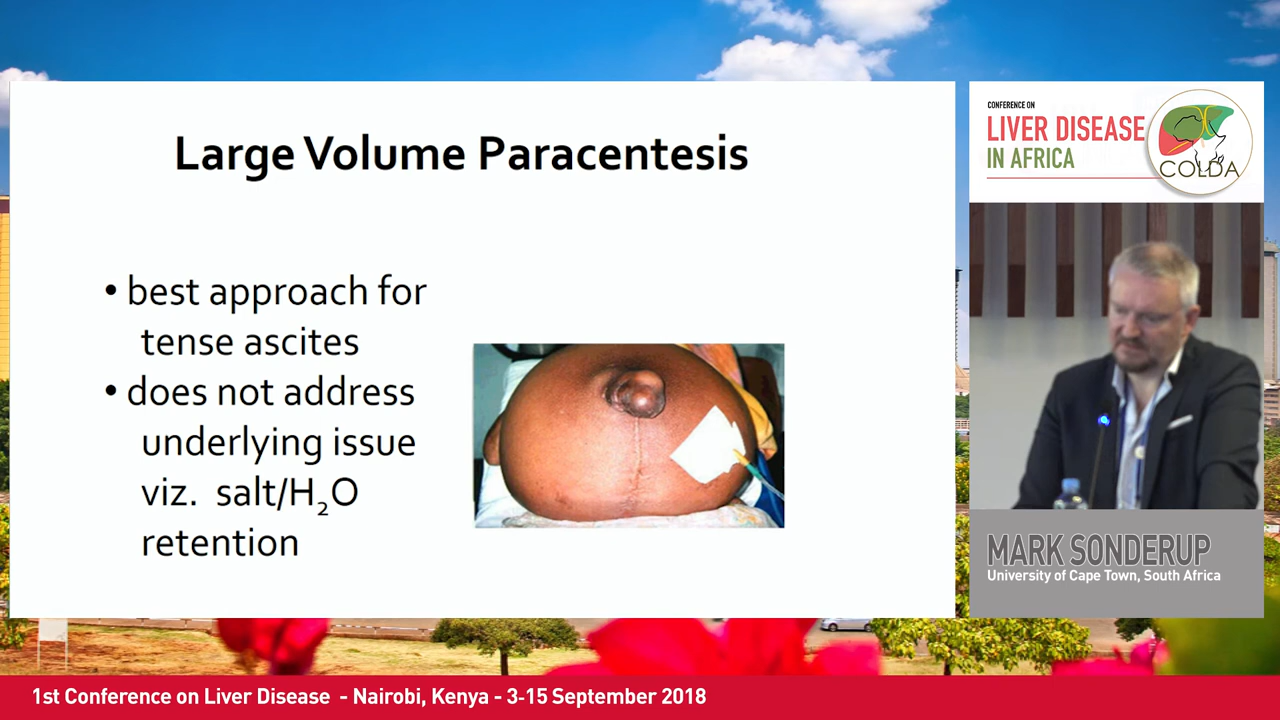 Large Volume Paracentesis
• best approach for
tense ascites
• does not address
underlying issue
viz. salt/H₂O
retention
CONFERENCE ON
LIVER DISEASE
IN AFRICA
COLDA
MARK SONDERUP
University of Cape Town, South Africa
1st Conference on Liver Disease - Nairobi, Kenya - 3-15 September 2018